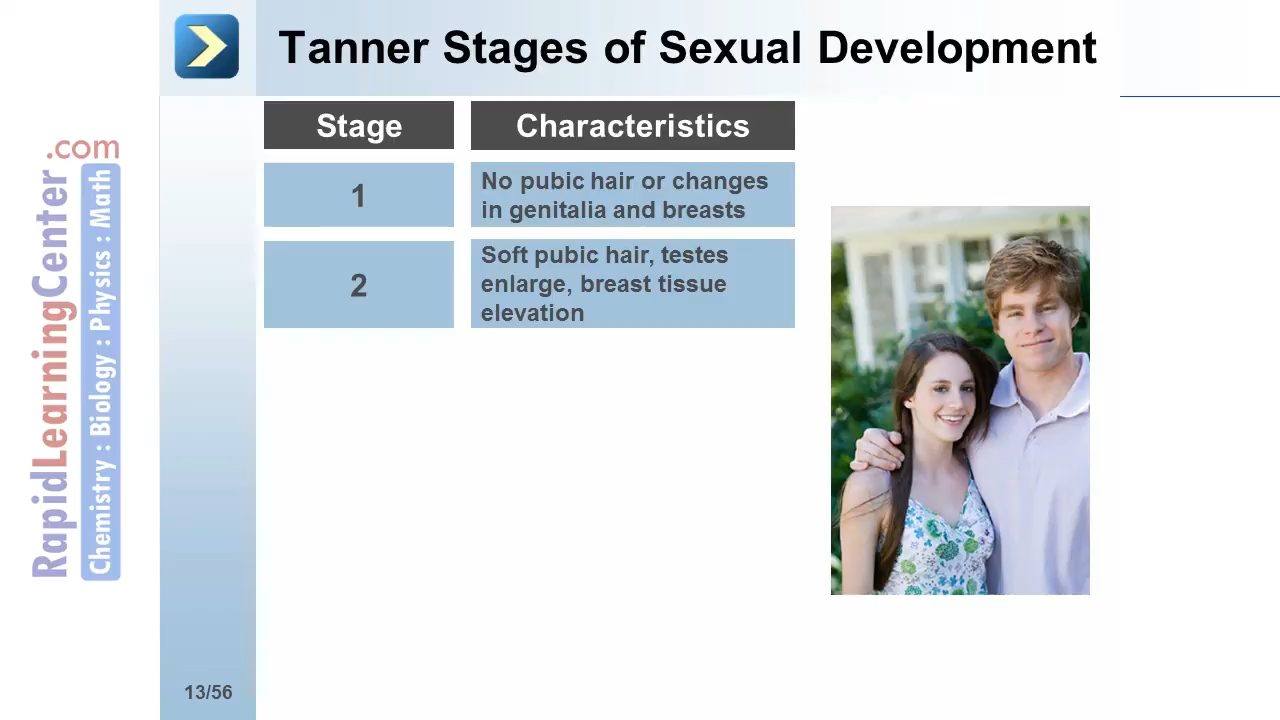 Tanner Stages of Sexual Development
Stage
Characteristics
1
No pubic hair or changes
in genitalia and breasts
2
Soft pubic hair, testes
enlarge, breast tissue
elevation
RapidLearningCenter.com
Chemistry : Biology : Physics : Math
13/56